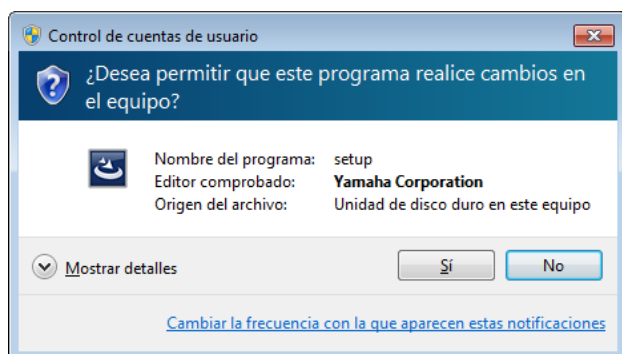 Control de cuentas de usuario
¿Desea permitir que este programa realice cambios en
el equipo?
Nombre del programa: setup
Editor comprobado: Yamaha Corporation
Origen del archivo: Unidad de disco duro en este equipo
Mostrar detalles
Sí
No
Cambiar la frecuencia con la que aparecen estas notificaciones